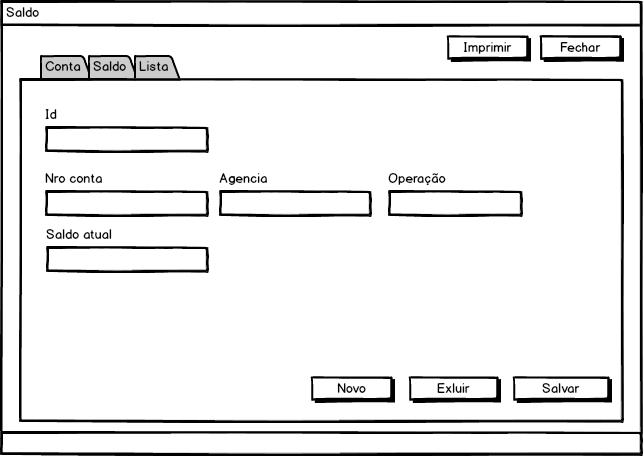 Saldo
Imprimir Fechar
Conta Saldo Lista
Id
Nro conta Agencia Operação
Saldo atual
Novo Exluir Salvar